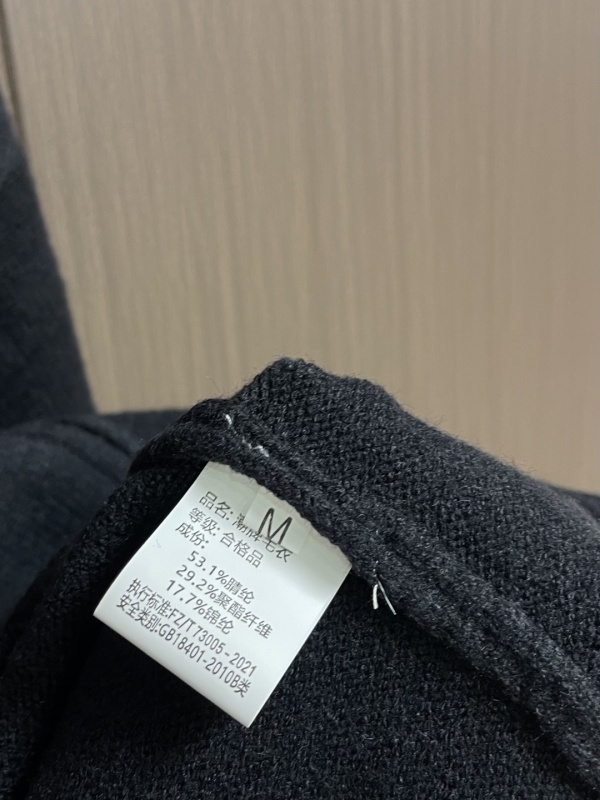 M
品名: 毛衣
等级: 合格品
成份:
53.1%腈纶
29.2%聚酯纤维
17.7%锦纶
执行标准:FZ/T73005-2021
安全类别:GB18401-2010B类